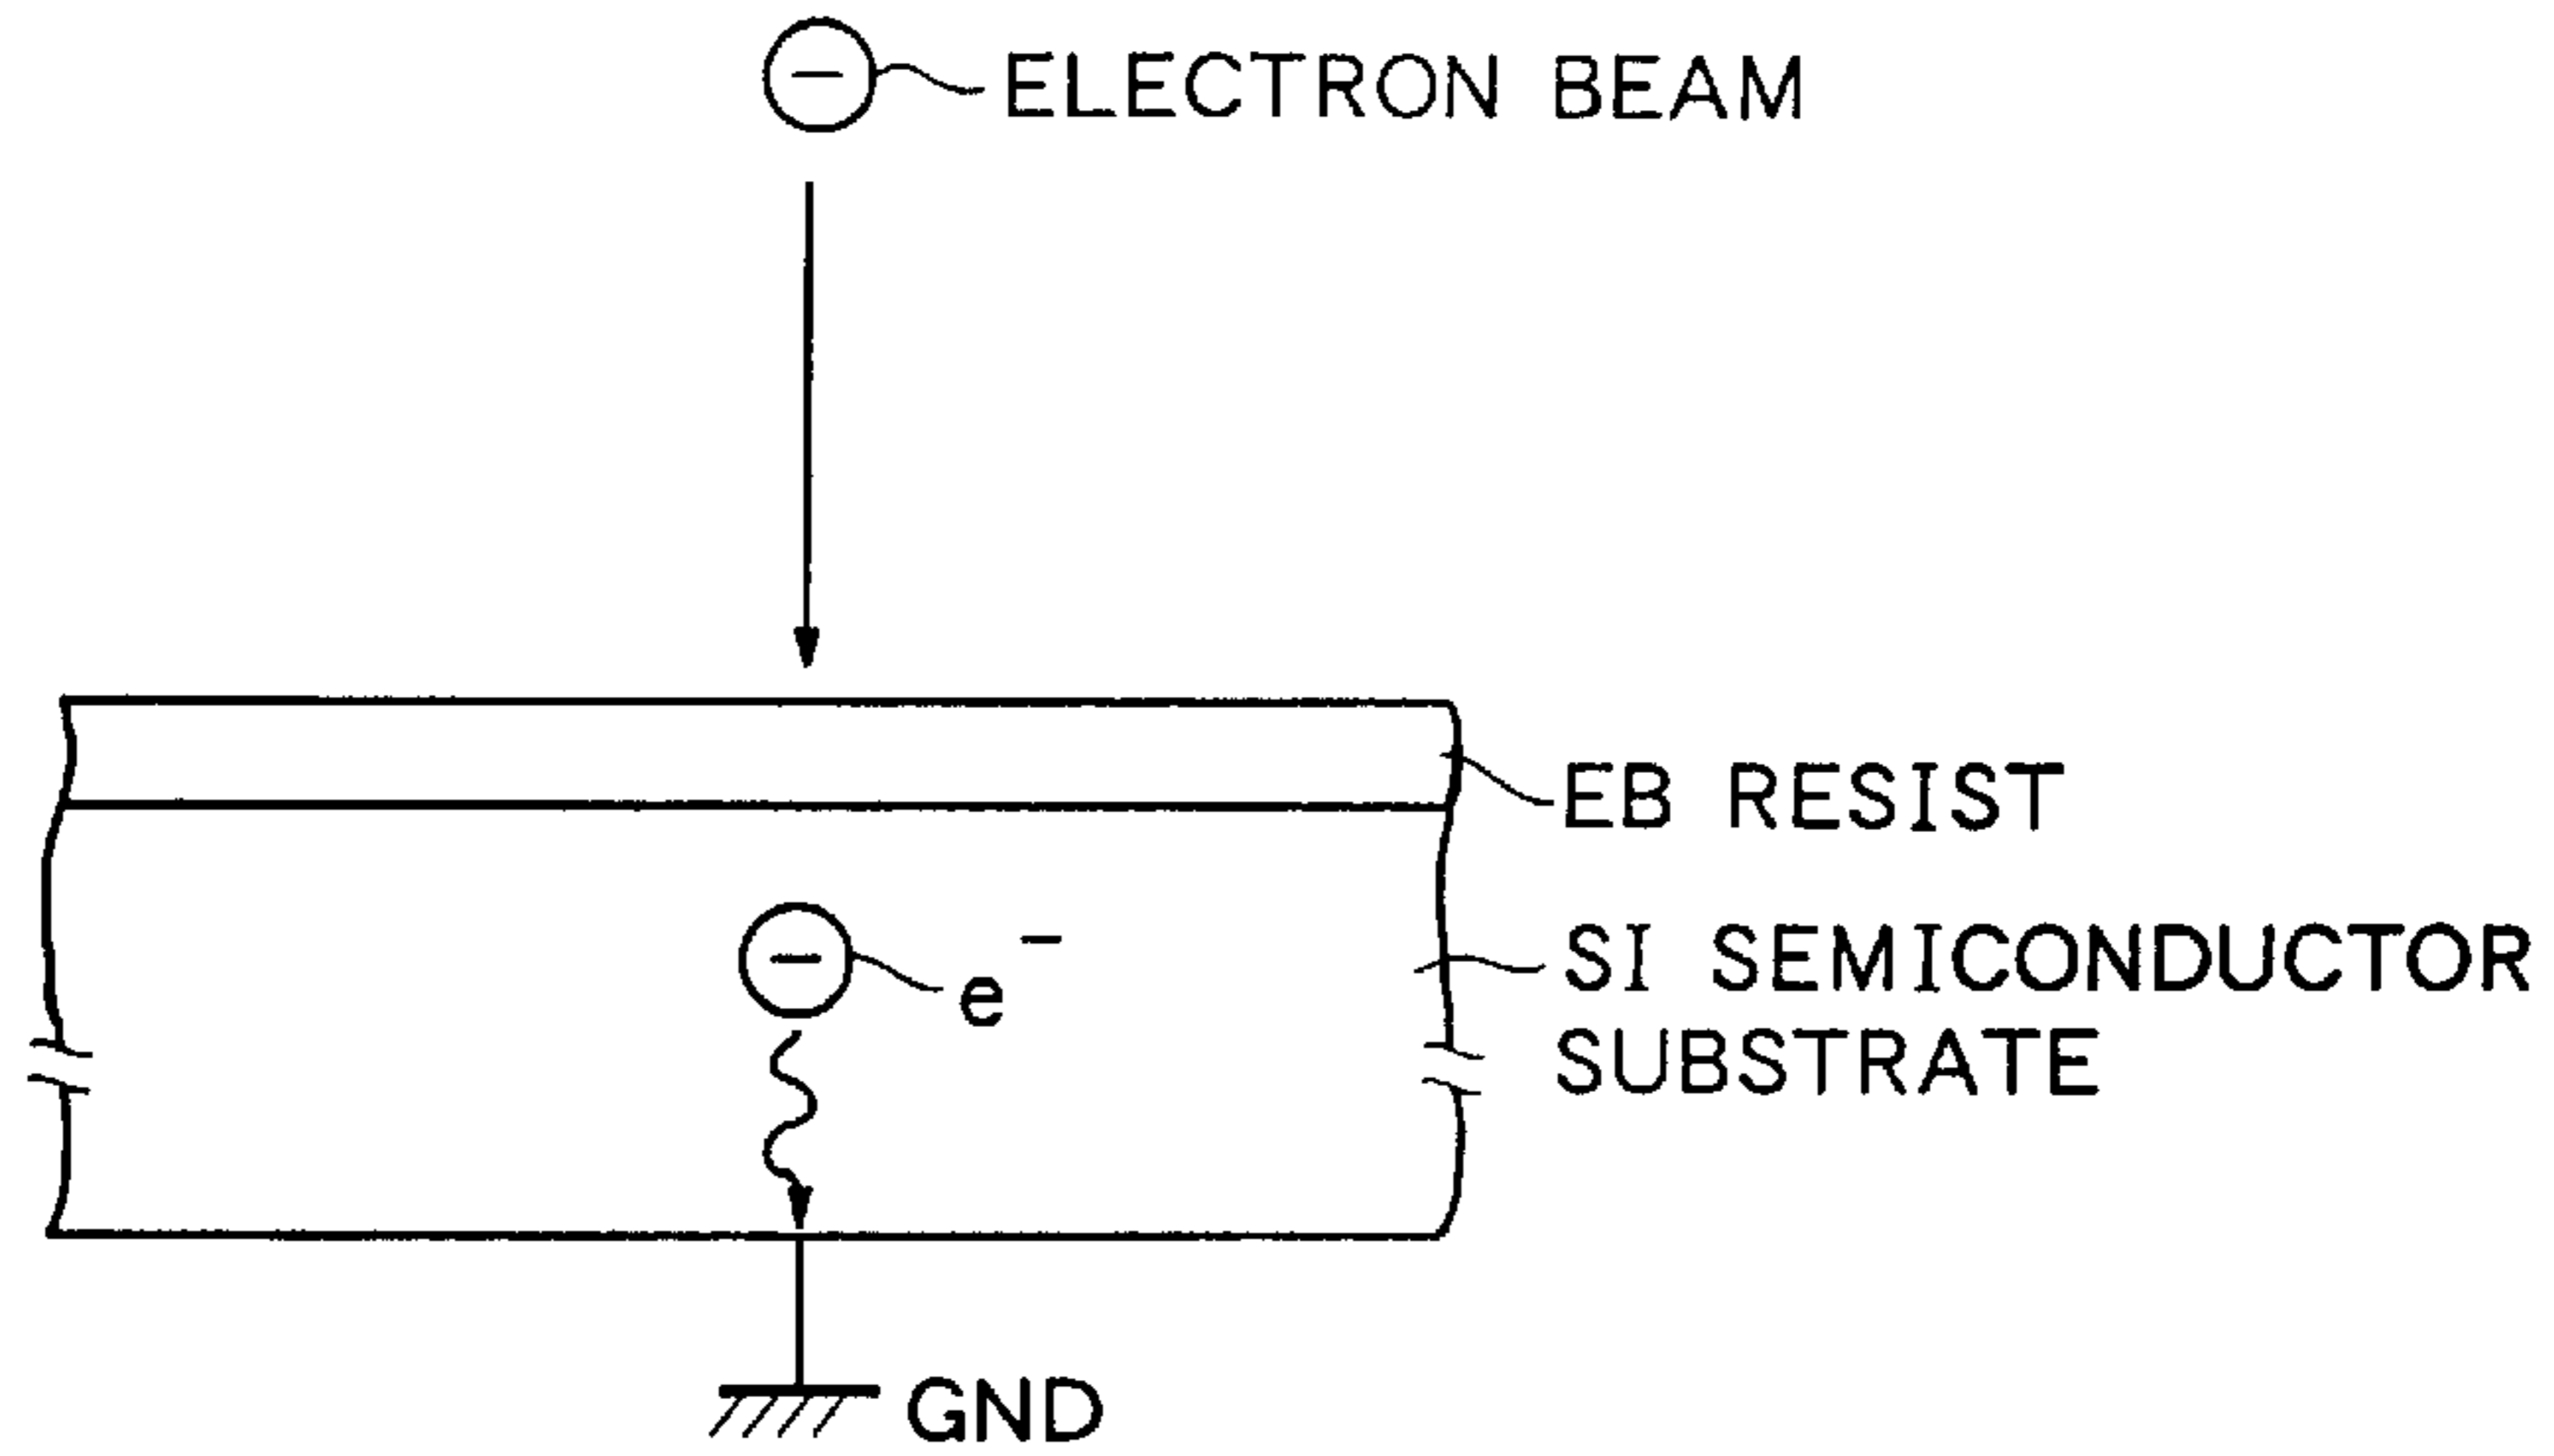 ELECTRON BEAM
EB RESIST
e⁻
SI SEMICONDUCTOR
SUBSTRATE
GND